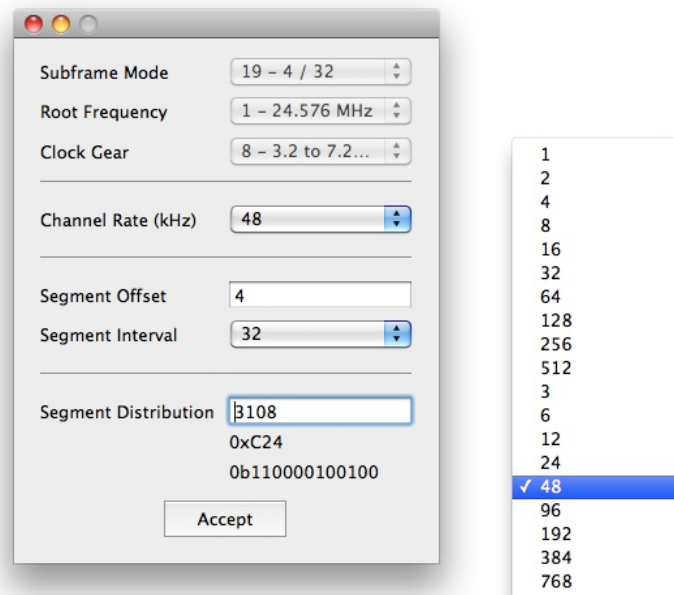 Subframe Mode 19 – 4 / 32
Root Frequency 1 – 24.576 MHz
Clock Gear 8 – 3.2 to 7.2...
Channel Rate (kHz) 48
Segment Offset 4
Segment Interval 32
Segment Distribution 3108
0xC24
0b110000100100
Accept
1
2
4
8
16
32
64
128
256
512
3
6
12
24
✓ 48
96
192
384
768